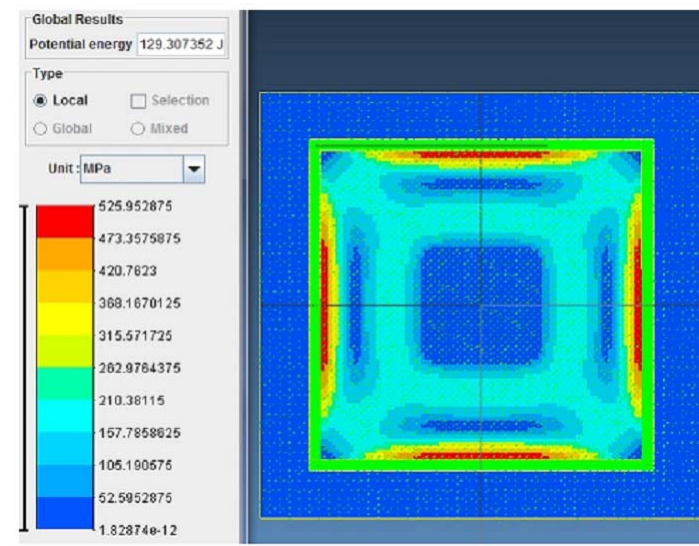 Global Results
Potential energy 129.307352 J
Type
Local Selection
Global Mixed
Unit : MPa
525.952875
473.3575875
420.7623
368.1670125
315.571725
262.9764375
210.38115
157.7858625
105.190575
52.5952875
1.82874e-12